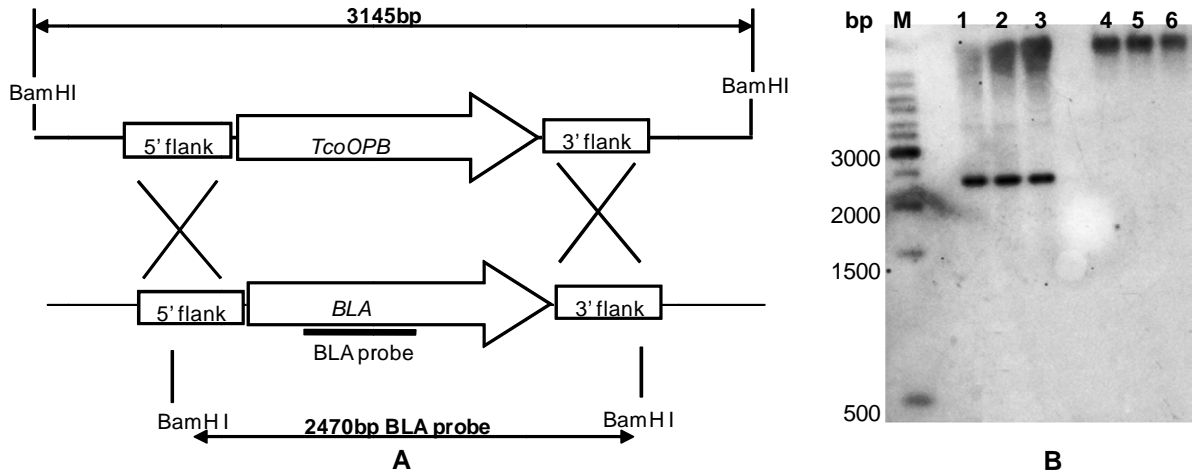 3145bp
BamHI
BamHI
5' flank
TcoOPB
3' flank
5' flank
BLA
3' flank
BLA probe
BamH I
BamH I
2470bp BLA probe
A
bp M 1 2 3 4 5 6
3000
2000
1500
500
B